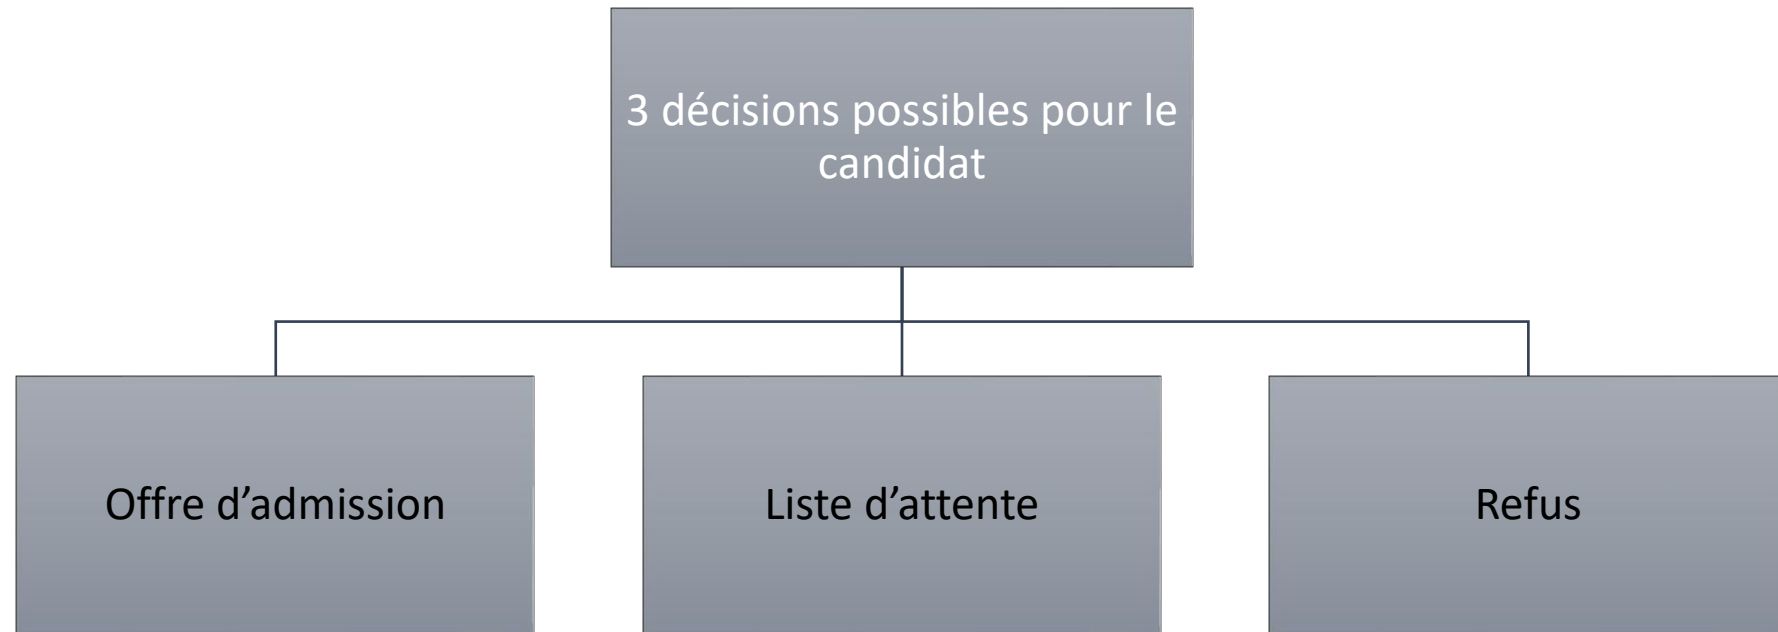 3 décisions possibles pour le
candidat
Offre d’admission
Liste d’attente
Refus